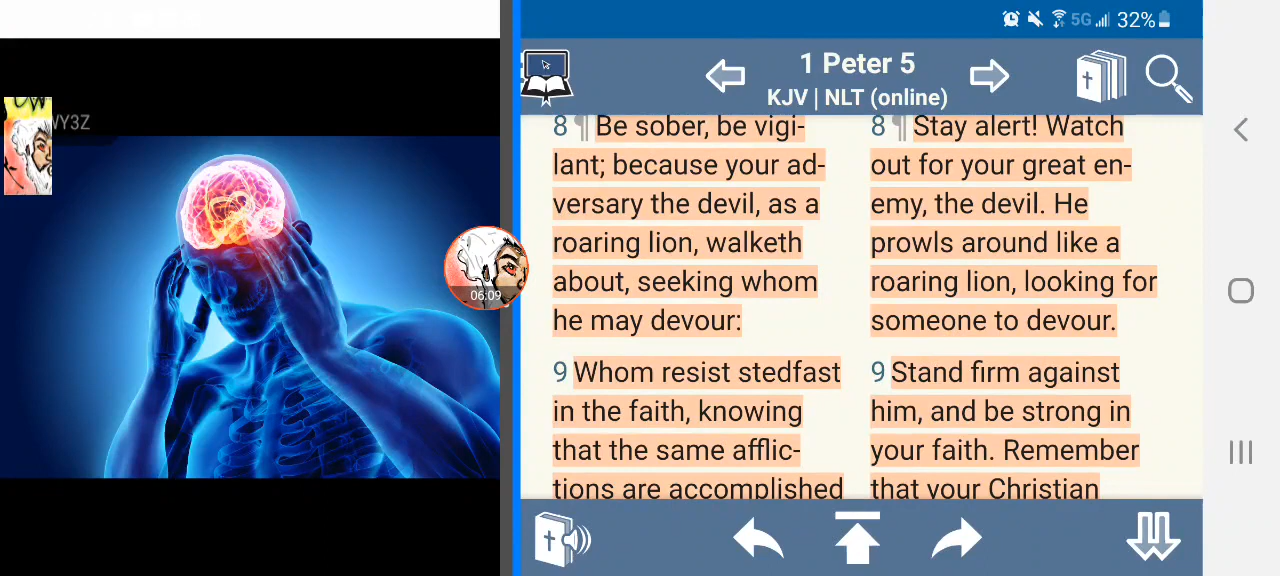 OW
WY3Z
06:09
5G 32%
1 Peter 5
KJV | NLT (online)
8 ¶ Be sober, be vigi-
lant; because your ad-
versary the devil, as a
roaring lion, walketh
about, seeking whom
he may devour:
9 Whom resist stedfast
in the faith, knowing
that the same afflic-
tions are accomplished
8 ¶ Stay alert! Watch
out for your great en-
emy, the devil. He
prowls around like a
roaring lion, looking for
someone to devour.
9 Stand firm against
him, and be strong in
your faith. Remember
that your Christian